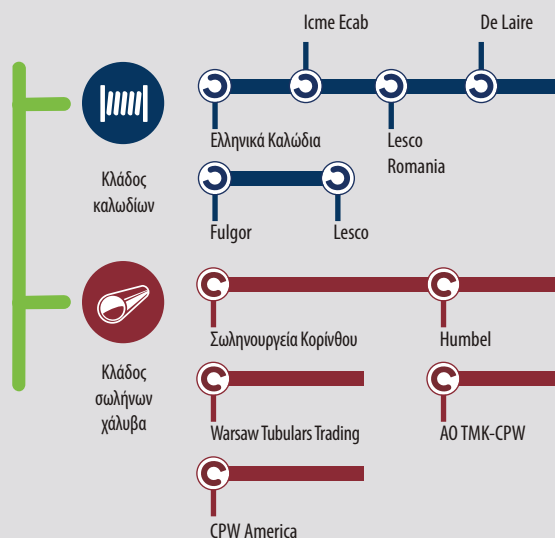 Icme Ecab
De Laire
Ελληνικά Καλώδια
Lesco
Romania
Κλάδος
καλωδίων
Fulgor
Lesco
Σωληνουργεία Κορίνθου
Humbel
Κλάδος
σωλήνων
χάλυβα
Warsaw Tubulars Trading
AO TMK-CPW
CPW America